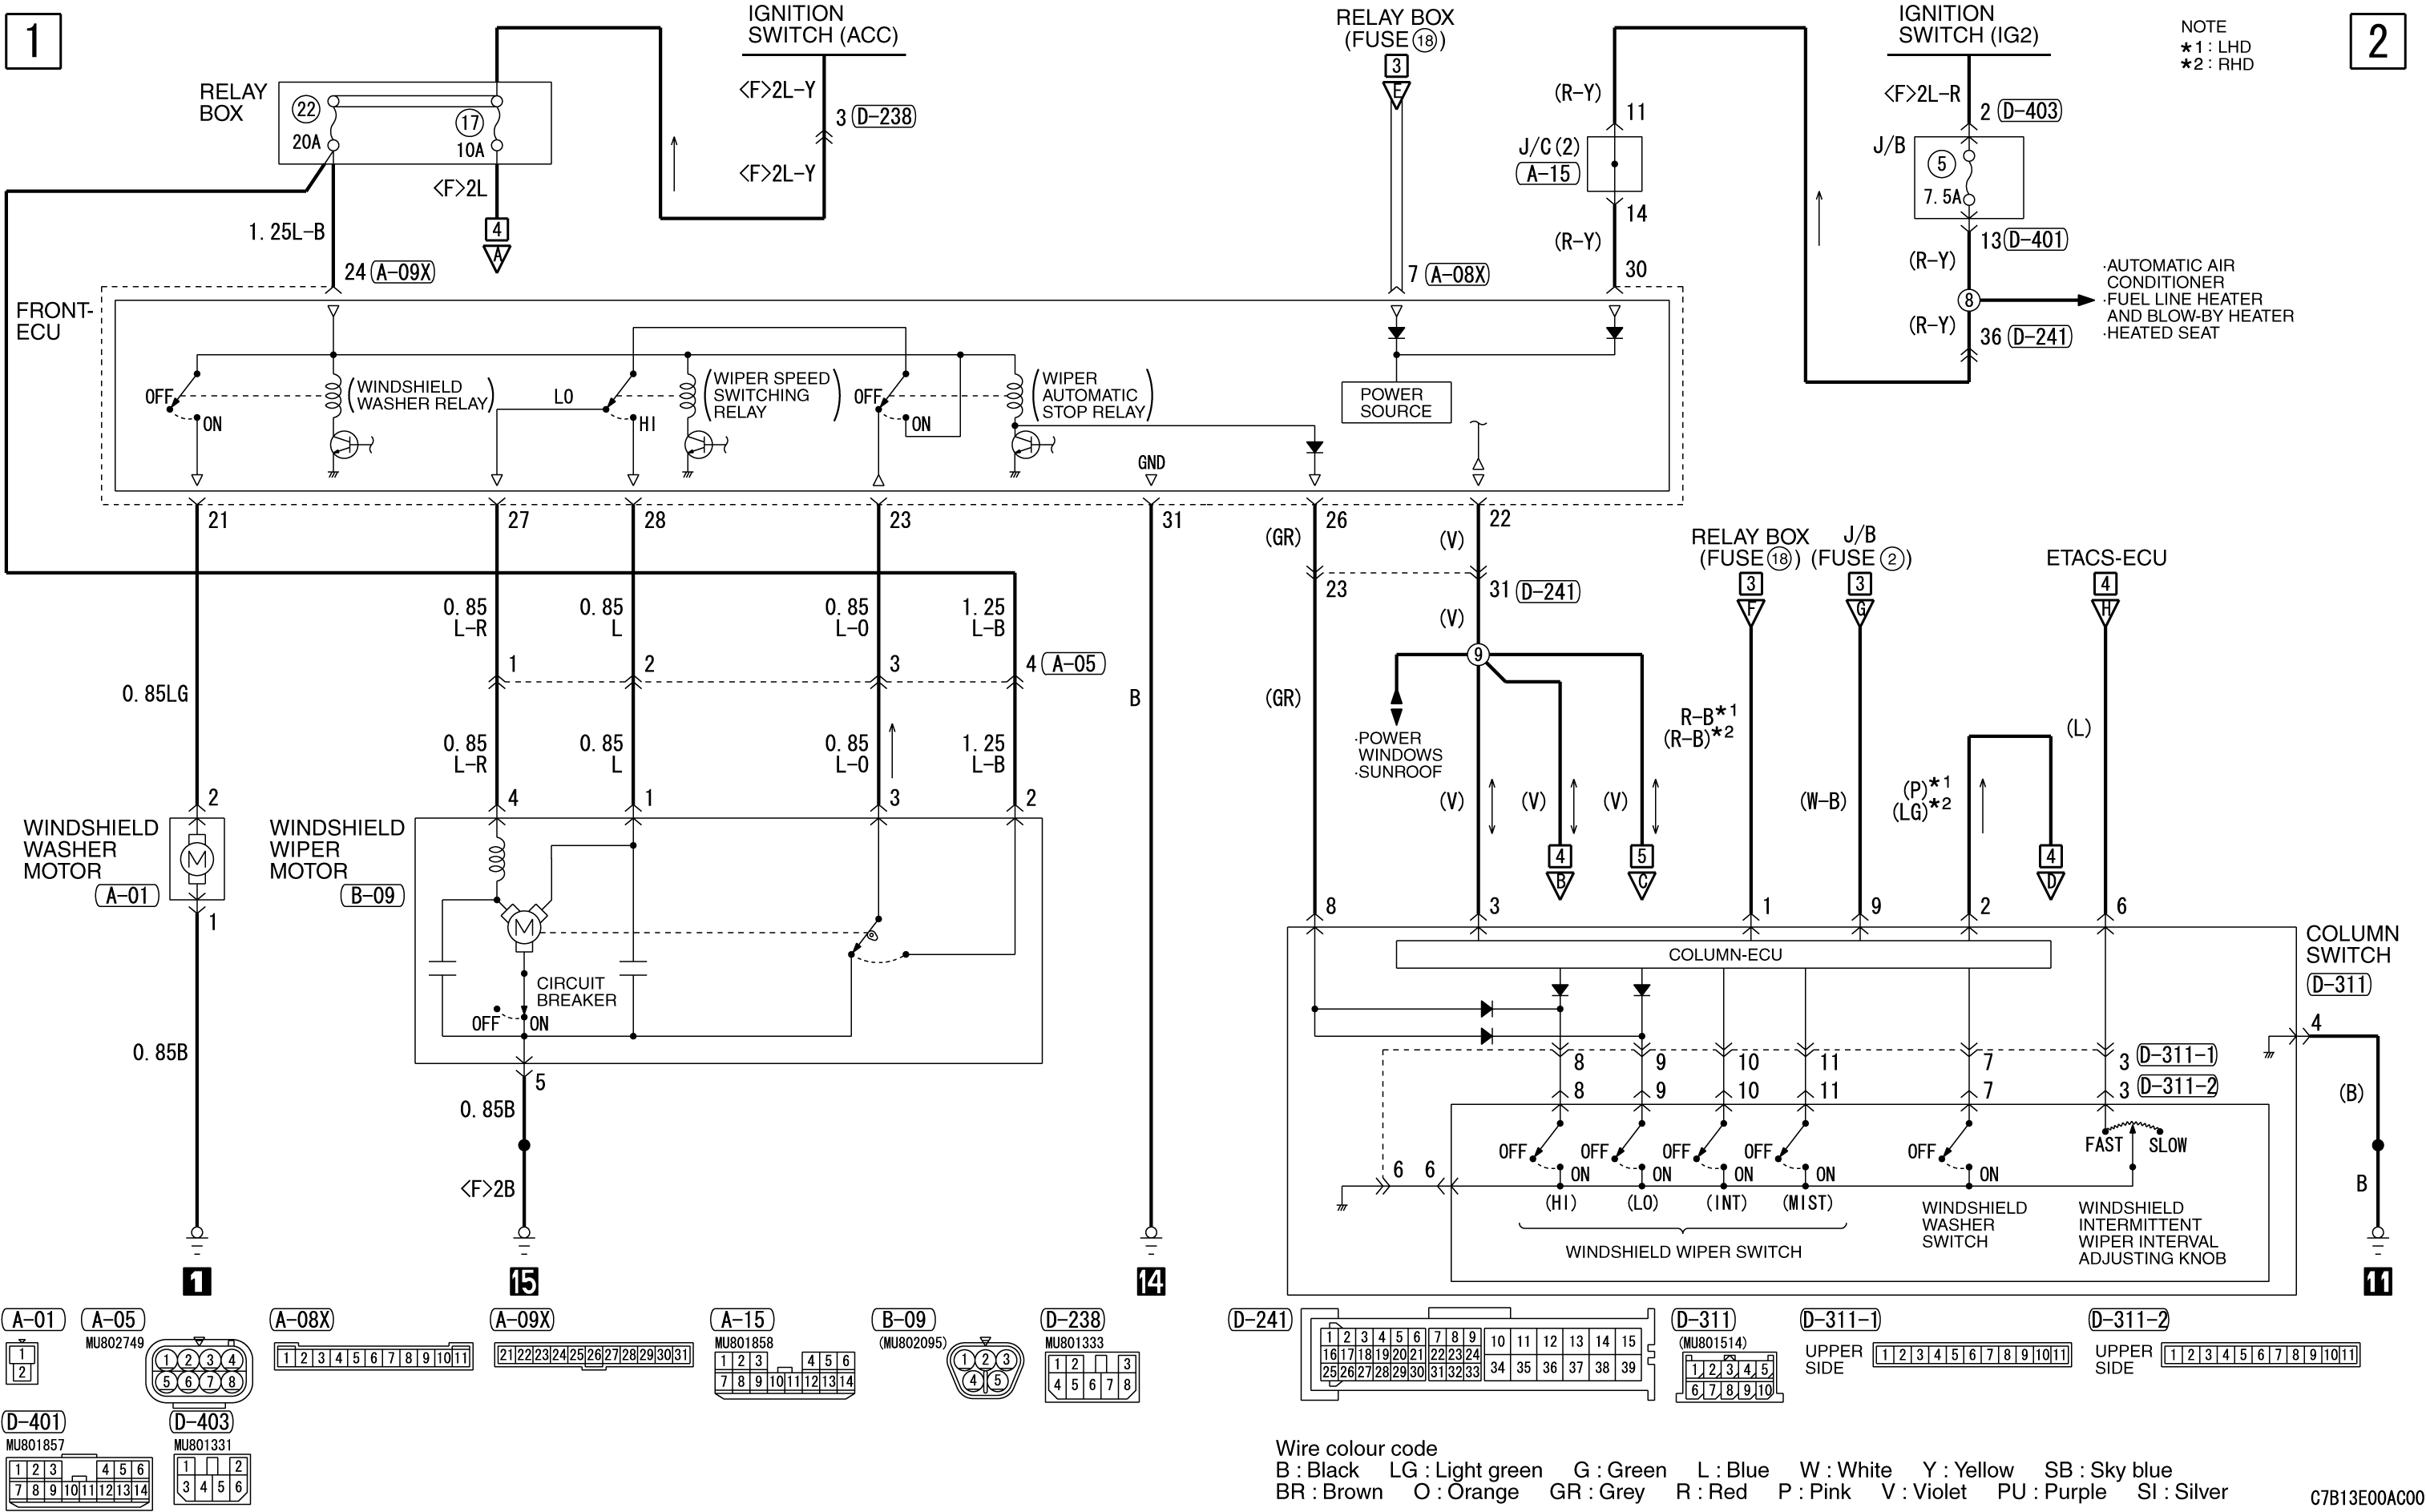 1
IGNITION
SWITCH (ACC)
RELAY BOX
(FUSE 18)
IGNITION
SWITCH (IG2)
NOTE
*1 : LHD
*2 : RHD
2
RELAY
BOX
22
20A
17
10A
<F>2L-Y
3 D-238
<F>2L-Y
<F>2L
4
A
1.25L-B
24 A-09X
3
E
7 A-08X
(R-Y)
11
J/C (2)
A-15
14
(R-Y)
30
<F>2L-R
2 D-403
J/B
5
7.5A
13 D-401
(R-Y)
8
·AUTOMATIC AIR
CONDITIONER
·FUEL LINE HEATER
AND BLOW-BY HEATER
·HEATED SEAT
(R-Y)
36 D-241
FRONT-
ECU
OFF
ON
(WINDSHIELD
WASHER RELAY)
LO
HI
(WIPER SPEED
SWITCHING
RELAY)
OFF
ON
(WIPER
AUTOMATIC
STOP RELAY)
POWER
SOURCE
GND
21
27
28
23
31
26
22
(GR)
(V)
23
31 D-241
(V)
9
RELAY BOX
(FUSE 18)
J/B
(FUSE 2)
ETACS-ECU
3
F
3
G
4
H
0.85
L-R
0.85
L
0.85
L-O
1.25
L-B
1
2
3
4 A-05
0.85LG
B
(GR)
0.85
L-R
0.85
L
0.85
L-O
1.25
L-B
·POWER
WINDOWS
·SUNROOF
R-B*1
(R-B)*2
(L)
(V)
(V)
(V)
(W-B)
(P)*1
(LG)*2
4
B
5
C
4
D
2
4
1
3
2
WINDSHIELD
WASHER
MOTOR
A-01
M
1
WINDSHIELD
WIPER
MOTOR
B-09
M
CIRCUIT
BREAKER
OFF
ON
5
0.85B
0.85B
<F>2B
8
3
1
9
2
6
COLUMN-ECU
COLUMN
SWITCH
D-311
4
(B)
B
8
9
10
11
7
3 D-311-1
8
9
10
11
7
3 D-311-2
OFF
OFF
OFF
OFF
OFF
FAST
SLOW
6
6
ON
ON
ON
ON
ON
(HI)
(LO)
(INT)
(MIST)
WINDSHIELD WIPER SWITCH
WINDSHIELD
WASHER
SWITCH
WINDSHIELD
INTERMITTENT
WIPER INTERVAL
ADJUSTING KNOB
1
15
14
11
A-01
1
2
A-05
MU802749
1 2 3 4
5 6 7 8
A-08X
1 2 3 4 5 6 7 8 9 10 11
A-09X
21 22 23 24 25 26 27 28 29 30 31
A-15
MU801858
1 2 3 4 5 6
7 8 9 10 11 12 13 14
B-09
(MU802095)
1 2 3
4 5
D-238
MU801333
1 2 3
4 5 6 7 8
D-241
1 2 3 4 5 6 7 8 9 10 11 12 13 14 15
16 17 18 19 20 21 22 23 24
25 26 27 28 29 30 31 32 33 34 35 36 37 38 39
D-311
(MU801514)
1 2 3 4 5
6 7 8 9 10
D-311-1
UPPER
SIDE
1 2 3 4 5 6 7 8 9 10 11
D-311-2
UPPER
SIDE
1 2 3 4 5 6 7 8 9 10 11
D-401
MU801857
1 2 3 4 5 6
7 8 9 10 11 12 13 14
D-403
MU801331
1 2
3 4 5 6
Wire colour code
B : Black LG : Light green G : Green L : Blue W : White Y : Yellow SB : Sky blue
BR : Brown O : Orange GR : Grey R : Red P : Pink V : Violet PU : Purple SI : Silver
C7B13E00AC00